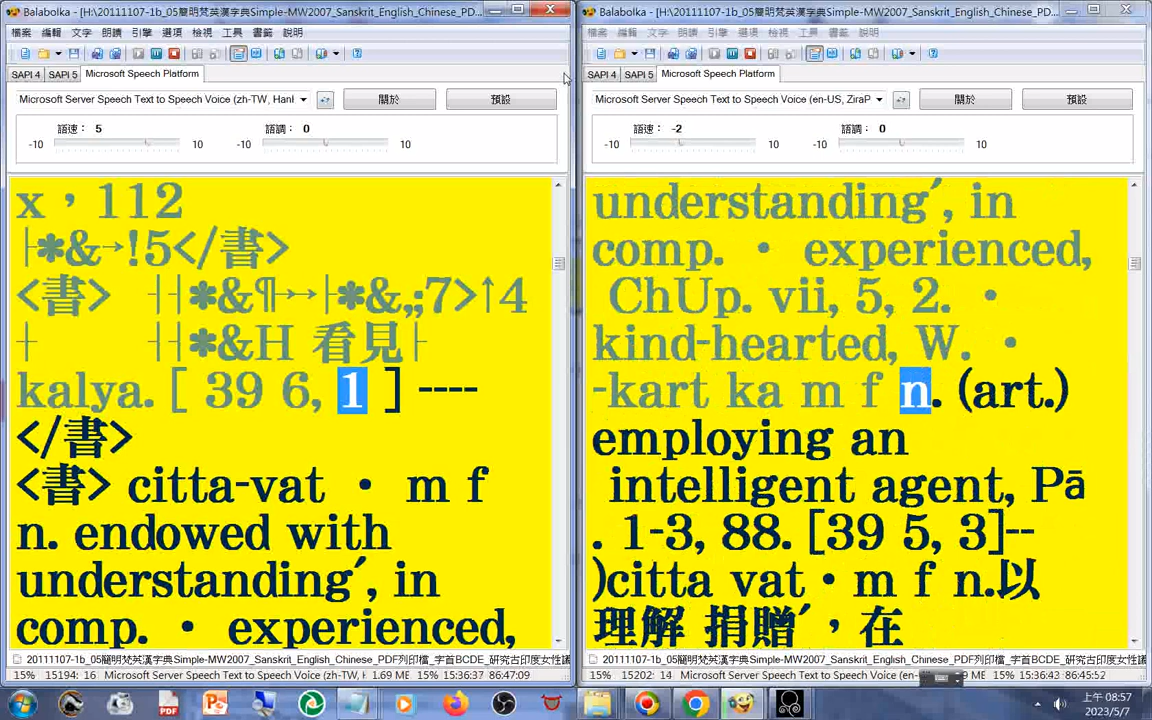 Balabolka - [H:\20111107-1b_05簡明梵英漢字典Simple-MW2007_Sanskrit_English_Chinese_PD...
檔案 編輯 文字 朗讀 引擎 選項 檢視 工具 書籤 說明
SAPI 4 SAPI 5 Microsoft Speech Platform
Microsoft Server Speech Text to Speech Voice (zh-TW, HanI
關於 預設
語速： 5 語調： 0
-10 10 -10 10
x，112
├*&→!5</書>
<書> ┤┤*&¶→→├*&,,;7>↑4
┼ ┤┤*&H 看見├
kalya. [ 39 6, 1 ] ----
</書>
<書> citta-vat • m f
n. endowed with
understanding´, in
comp. • experienced,
20111107-1b_05簡明梵英漢字典Simple-MW2007_Sanskrit_English_Chinese_PDF列印檔_字首BCDE_研究古印度女性議
15% 15194: 16 Microsoft Server Speech Text to Speech Voice (zh-TW, I 1.69 MB 15% 15:36:37 86:47:09
Balabolka - [H:\20111107-1b_05簡明梵英漢字典Simple-MW2007_Sanskrit_English_Chinese_PD...
檔案 編輯 文字 朗讀 引擎 選項 檢視 工具 書籤 說明
SAPI 4 SAPI 5 Microsoft Speech Platform
Microsoft Server Speech Text to Speech Voice (en-US, ZiraP
關於 預設
語速： -2 語調： 0
-10 10 -10 10
understanding´, in
comp. • experienced,
ChUp. vii, 5, 2. •
kind-hearted, W. •
-kart ka m f n. (art.)
employing an
intelligent agent, Pā
. 1-3, 88. [39 5, 3]--
)citta vat • m f n.以
理解 捐贈´，在
20111107-1b_05簡明梵英漢字典Simple-MW2007_Sanskrit_English_Chinese_PDF列印檔_字首BCDE_研究古印度女性議
15% 15202: 14 Microsoft Server Speech Text to Speech Voice (en-US, 15% 15:36:43 86:45:52
上午 08:57
2023/5/7